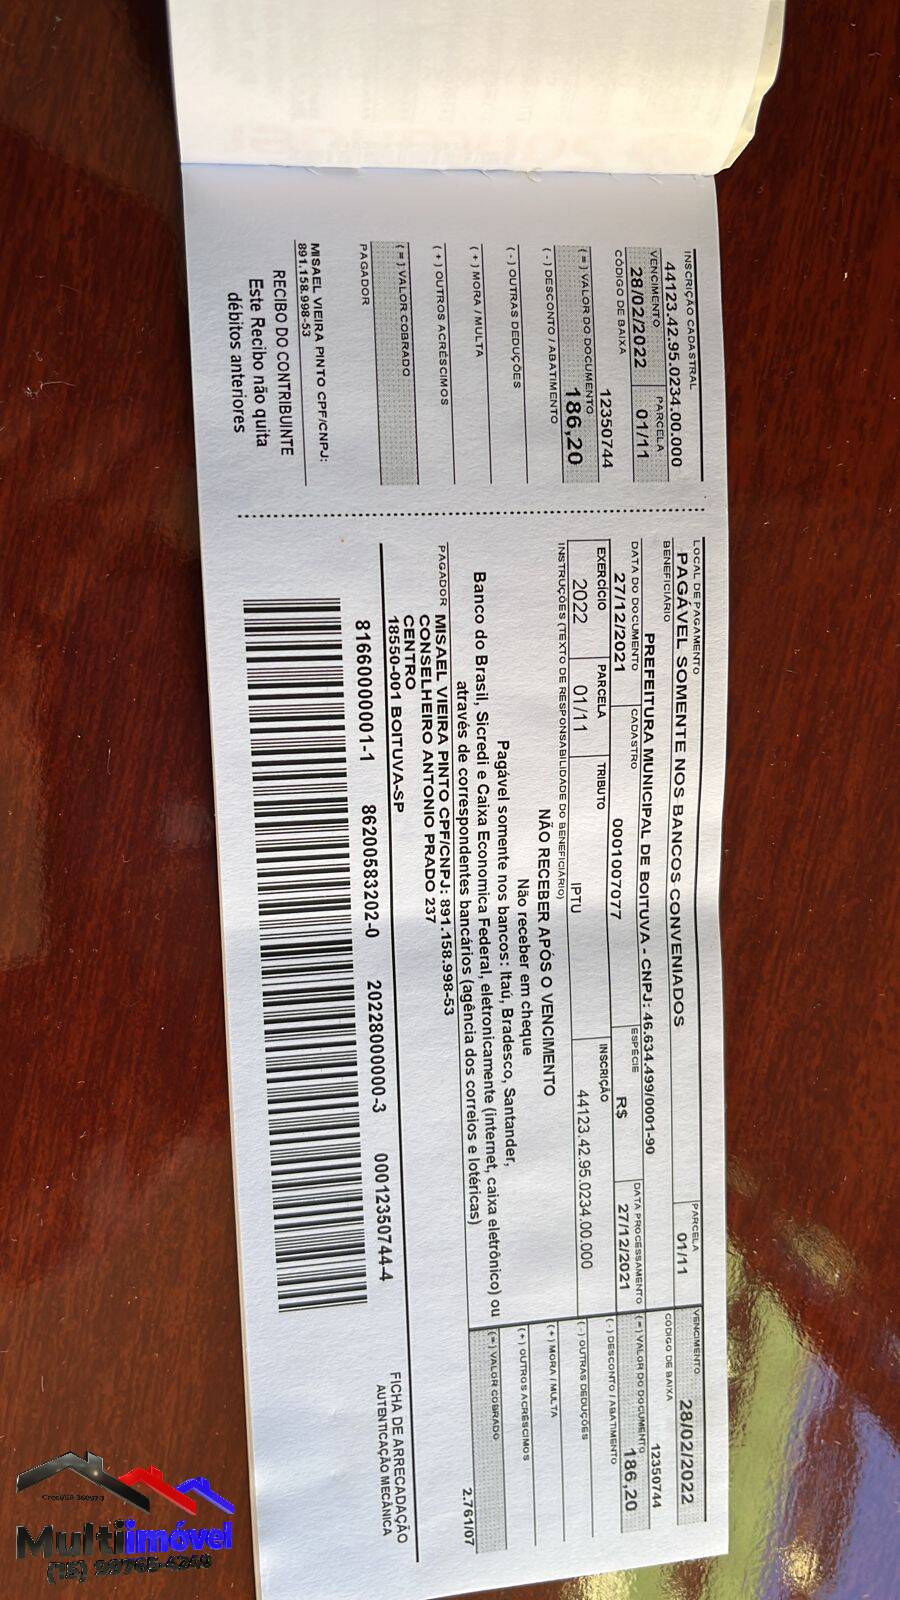 INSCRIÇÃO CADASTRAL
44123.42.95.0234.00.000
VENCIMENTO PARCELA
28/02/2022 01/11
CÓDIGO DE BAIXA
12350744
( = ) VALOR DO DOCUMENTO
186,20
( - ) DESCONTO / ABATIMENTO
( - ) OUTRAS DEDUÇÕES
( + ) MORA / MULTA
( + ) OUTROS ACRÉSCIMOS
( = ) VALOR COBRADO
PAGADOR
MISAEL VIEIRA PINTO CPF/CNPJ:
891.158.998-53
RECIBO DO CONTRIBUINTE
Este Recibo não quita
débitos anteriores
LOCAL DE PAGAMENTO
PAGÁVEL SOMENTE NOS BANCOS CONVENIADOS
PARCELA
01/11
VENCIMENTO
28/02/2022
BENEFICIÁRIO
PREFEITURA MUNICIPAL DE BOITUVA - CNPJ: 46.634.499/0001-90
CÓDIGO DE BAIXA
12350744
DATA DO DOCUMENTO CADASTRO ESPÉCIE DATA PROCESSAMENTO
27/12/2021 0001007077 R$ 27/12/2021
( = ) VALOR DO DOCUMENTO
186,20
EXERCÍCIO PARCELA TRIBUTO INSCRIÇÃO
2022 01/11 IPTU 44123.42.95.0234.00.000
( - ) DESCONTO / ABATIMENTO
INSTRUÇÕES (TEXTO DE RESPONSABILIDADE DO BENEFICIÁRIO)
( - ) OUTRAS DEDUÇÕES
NÃO RECEBER APÓS O VENCIMENTO
Não receber em cheque
( + ) MORA / MULTA
Pagável somente nos bancos: Itaú, Bradesco, Santander,
Banco do Brasil, Sicredi e Caixa Economica Federal, eletronicamente (internet, caixa eletrônico) ou
através de correspondentes bancários (agência dos correios e lotéricas)
( + ) OUTROS ACRÉSCIMOS
( = ) VALOR COBRADO
PAGADOR MISAEL VIEIRA PINTO CPF/CNPJ: 891.158.998-53
CONSELHEIRO ANTONIO PRADO 237
CENTRO
18550-001 BOITUVA-SP
2.761/07
81660000001-1 86200583202-0 20228000000-3 00012350744-4
FICHA DE ARRECADAÇÃO
AUTENTICAÇÃO MECÂNICA
Multiimóvel